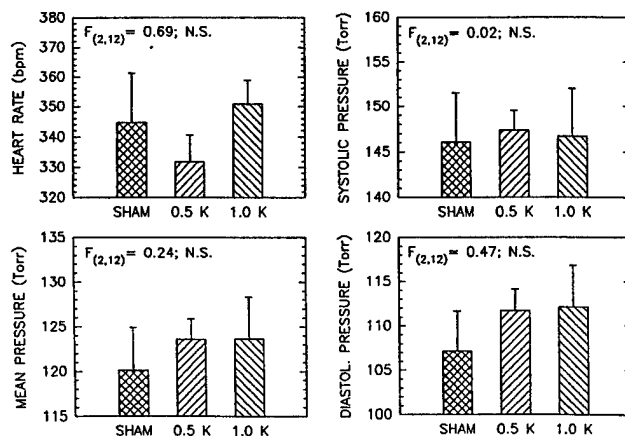 HEART RATE (bpm)
380
370
360
350
340
330
320
F(2,12)= 0.69; N.S.
SHAM 0.5 K 1.0 K
SYSTOLIC PRESSURE (Torr)
160
155
150
145
140
F(2,12)= 0.02; N.S.
SHAM 0.5 K 1.0 K
MEAN PRESSURE (Torr)
135
130
125
120
115
F(2,12)= 0.24; N.S.
SHAM 0.5 K 1.0 K
DIASTOL. PRESSURE (Torr)
120
115
110
105
100
F(2,12)= 0.47; N.S.
SHAM 0.5 K 1.0 K